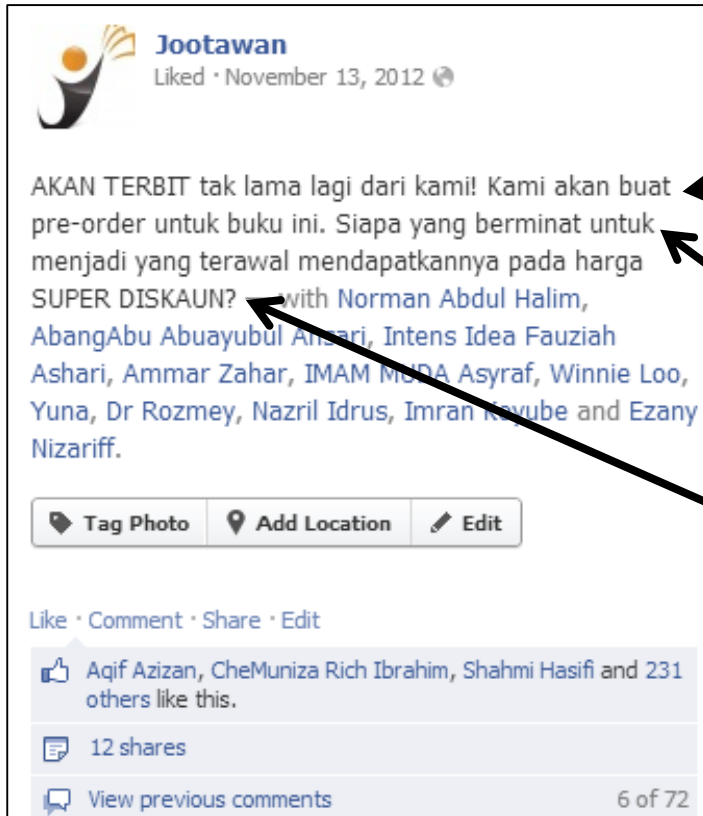 Jootawan
Liked · November 13, 2012
AKAN TERBIT tak lama lagi dari kami! Kami akan buat
pre-order untuk buku ini. Siapa yang berminat untuk
menjadi yang terawal mendapatkannya pada harga
SUPER DISKAUN? — with Norman Abdul Halim,
AbangAbu Abuayubul Ansari, Intens Idea Fauziah
Ashari, Ammar Zahar, IMAM MUDA Asyraf, Winnie Loo,
Yuna, Dr Rozmey, Nazril Idrus, Imran Kayube and Ezany
Nizariff.
Tag Photo Add Location Edit
Like · Comment · Share · Edit
Aqif Azizan, CheMuniza Rich Ibrahim, Shahmi Hasifi and 231
others like this.
12 shares
View previous comments 6 of 72